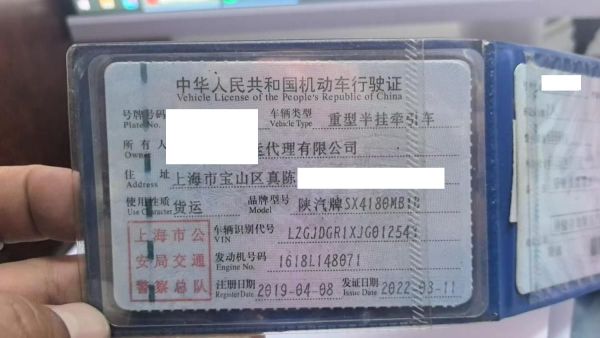 中华人民共和国机动车行驶证
Vehicle License of the People's Republic of China
号牌号码 车辆类型 重型半挂牵引车
Plate No. Vehicle Type
所有人 运代理有限公司
Owner
住址 上海市宝山区真陈
Address
使用性质 货运 品牌型号 陕汽牌SX4180MB1
Use Character Model
上海市公 车辆识别代号 LZGJDGR1XJG012543
VIN
安局交通 发动机号码 1618L148071
Engine No.
警察总队 注册日期 2019-04-08 发证日期 2022-03-11
Register Date Issue Date